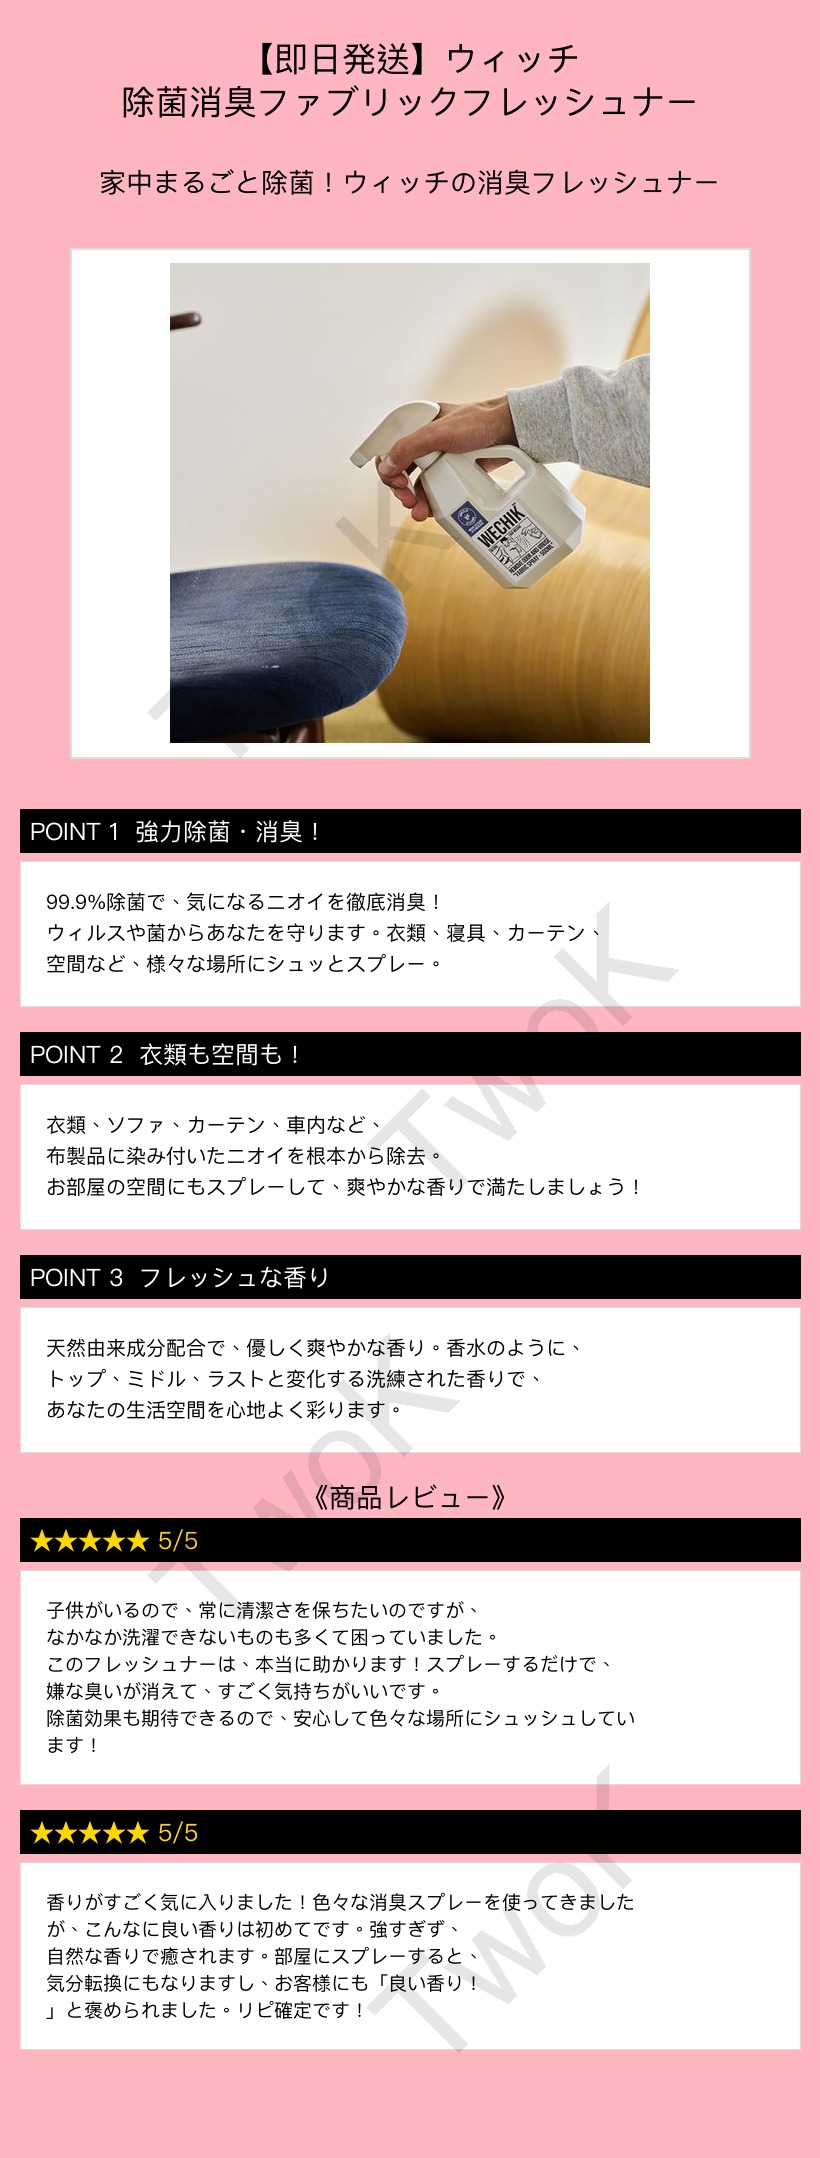 【即日発送】ウィッチ
除菌消臭ファブリックフレッシュナー
家中まるごと除菌！ウィッチの消臭フレッシュナー
WECHIK
REMOVE ODOR AND HOUSE
"FABRIC SPRAY" 500ML
POINT 1 強力除菌・消臭！
99.9%除菌で、気になるニオイを徹底消臭！
ウィルスや菌からあなたを守ります。衣類、寝具、カーテン、
空間など、様々な場所にシュッとスプレー。
POINT 2 衣類も空間も！
衣類、ソファ、カーテン、車内など、
布製品に染み付いたニオイを根本から除去。
お部屋の空間にもスプレーして、爽やかな香りで満たしましょう！
POINT 3 フレッシュな香り
天然由来成分配合で、優しく爽やかな香り。香水のように、
トップ、ミドル、ラストと変化する洗練された香りで、
あなたの生活空間を心地よく彩ります。
《商品レビュー》
★★★★★ 5/5
子供がいるので、常に清潔さを保ちたいのですが、
なかなか洗濯できないものも多くて困っていました。
このフレッシュナーは、本当に助かります！スプレーするだけで、
嫌な臭いが消えて、すごく気持ちがいいです。
除菌効果も期待できるので、安心して色々な場所にシュッシュしてい
ます！
★★★★★ 5/5
香りがすごく気に入りました！色々な消臭スプレーを使ってきました
が、こんなに良い香りは初めてです。強すぎず、
自然な香りで癒されます。部屋にスプレーすると、
気分転換にもなりますし、お客様にも「良い香り！
」と褒められました。リピ確定です！
TwoK
TwoK
TwoK
TwoK